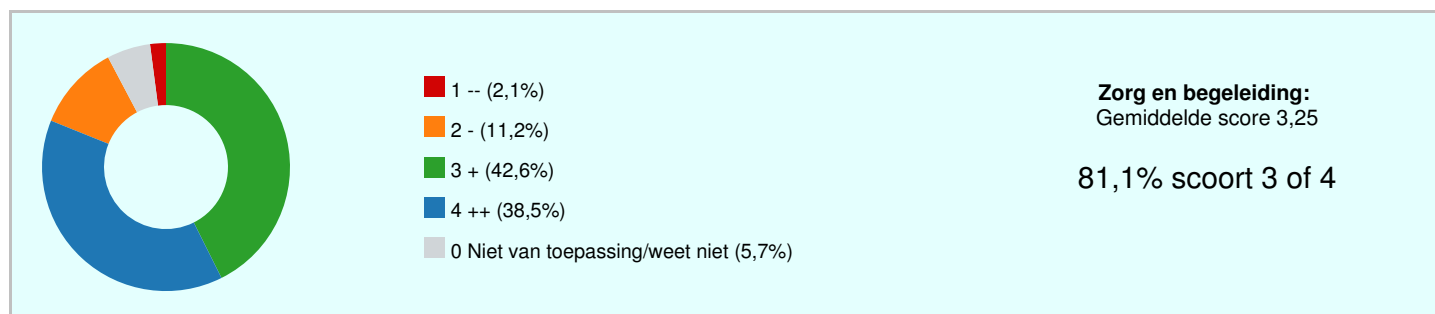 1 -- (2,1%)
2 - (11,2%)
3 + (42,6%)
4 ++ (38,5%)
0 Niet van toepassing/weet niet (5,7%)
Zorg en begeleiding:
Gemiddelde score 3,25
81,1% scoort 3 of 4